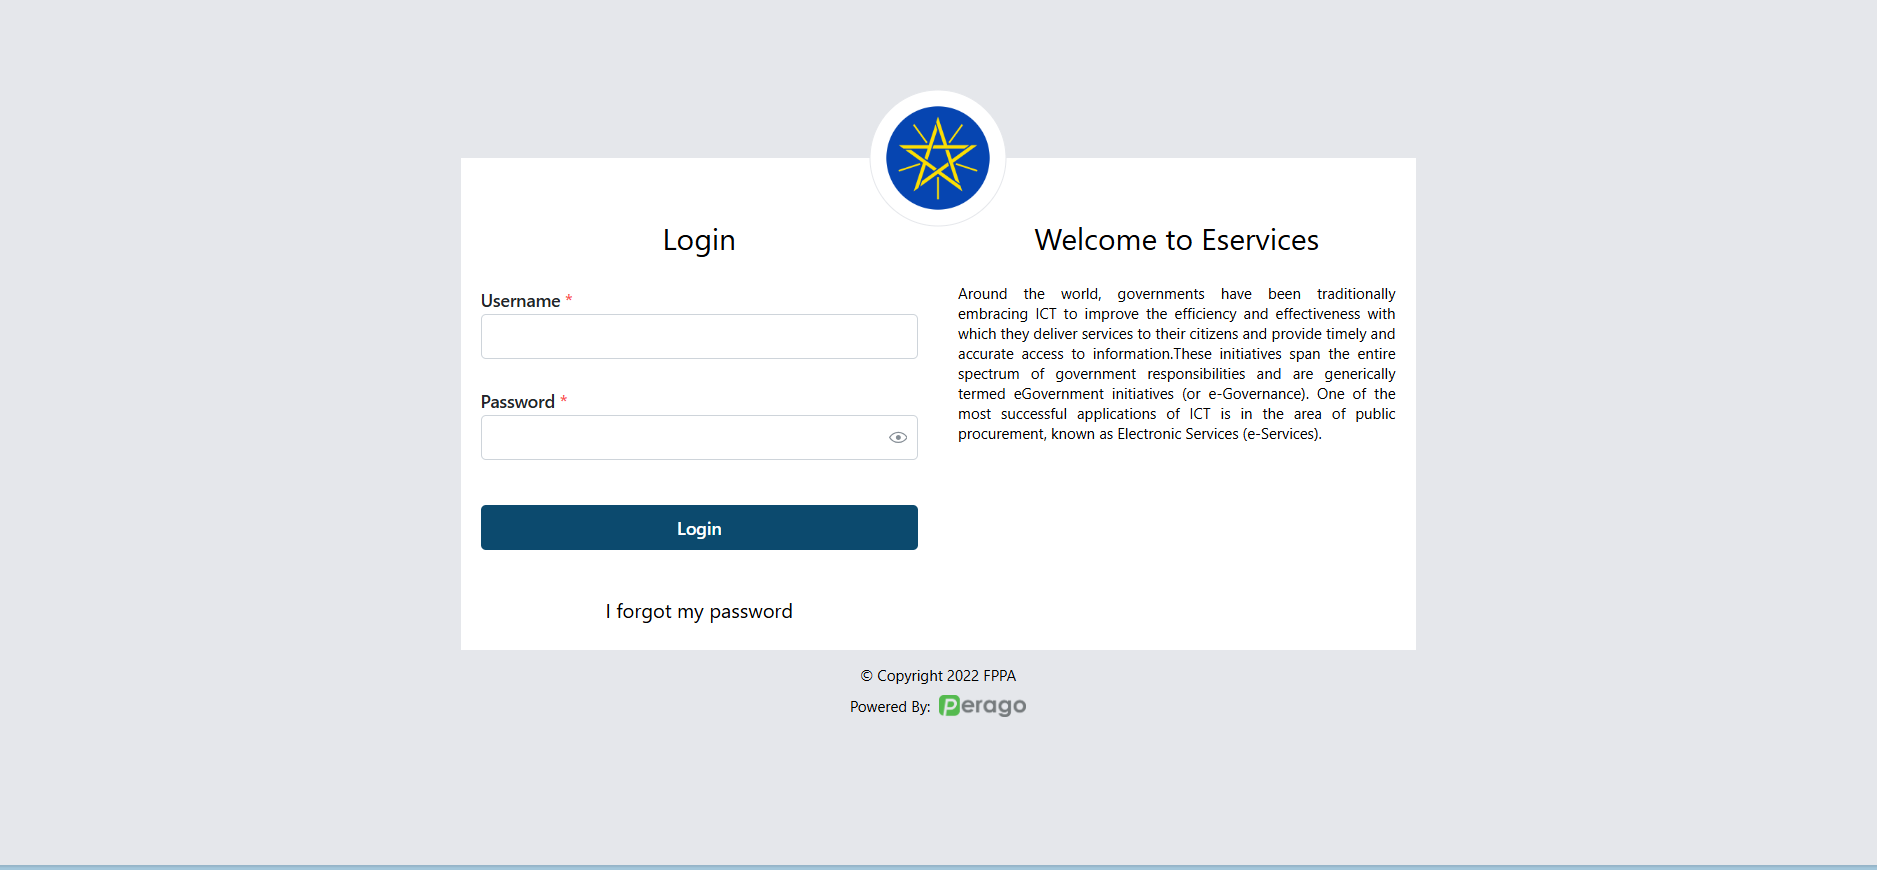 Login
Username *
Password *
Login
I forgot my password
Welcome to Eservices
Around the world, governments have been traditionally
embracing ICT to improve the efficiency and effectiveness with
which they deliver services to their citizens and provide timely and
accurate access to information.These initiatives span the entire
spectrum of government responsibilities and are generically
termed eGovernment initiatives (or e-Governance). One of the
most successful applications of ICT is in the area of public
procurement, known as Electronic Services (e-Services).
© Copyright 2022 FPPA
Powered By: Perago